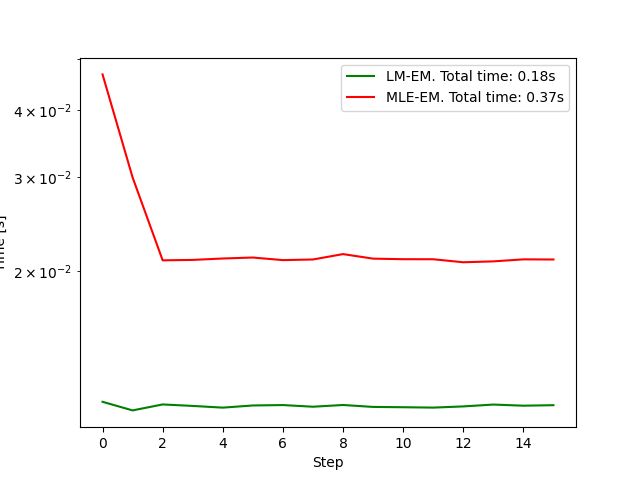 LM-EM. Total time: 0.18s
MLE-EM. Total time: 0.37s
4 × 10⁻²
3 × 10⁻²
2 × 10⁻²
Time [s]
0 2 4 6 8 10 12 14
Step